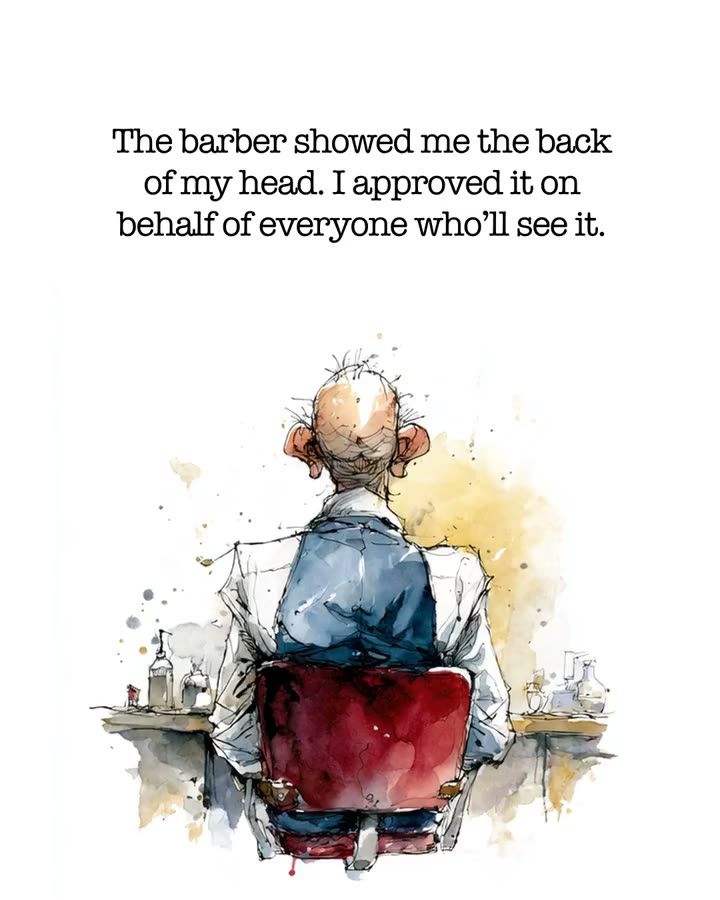 The barber showed me the back
of my head. I approved it on
behalf of everyone who’ll see it.